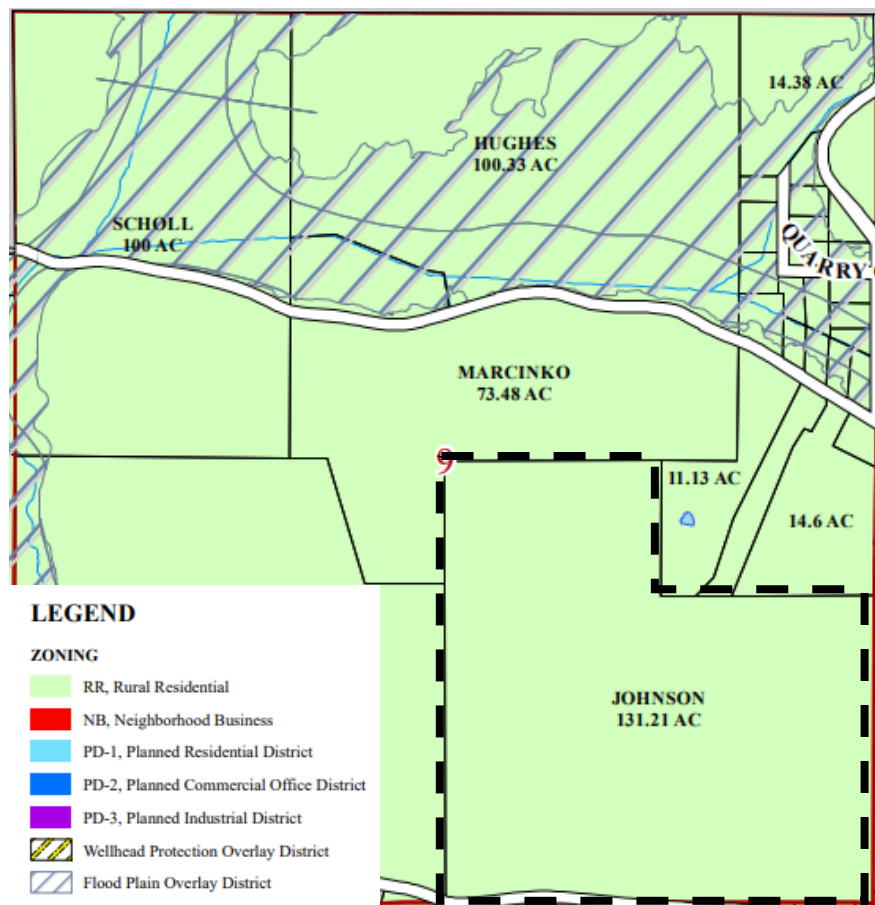 14.38 AC
HUGHES
100.33 AC
SCHOLL
100 AC
QUARRY
MARCINKO
73.48 AC
9
11.13 AC
14.6 AC
JOHNSON
131.21 AC
LEGEND
ZONING
RR, Rural Residential
NB, Neighborhood Business
PD-1, Planned Residential District
PD-2, Planned Commercial Office District
PD-3, Planned Industrial District
Wellhead Protection Overlay District
Flood Plain Overlay District